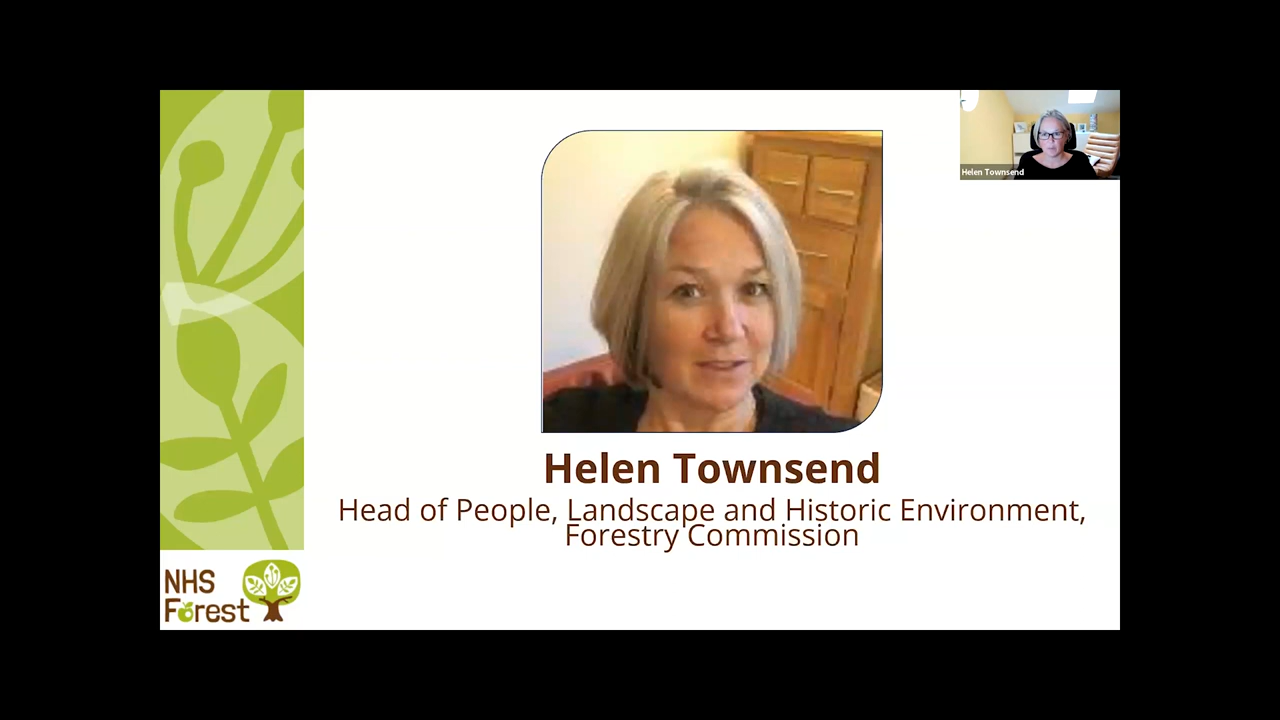 Helen Townsend
Helen Townsend
Head of People, Landscape and Historic Environment,
Forestry Commission
NHS
Forest